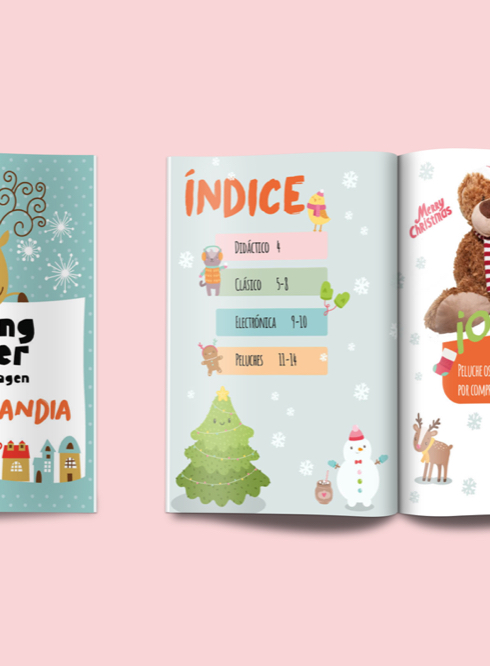 ng
er
agen
ANDIA
ÍNDICE
DIDÁCTICO 4
CLÁSICO 5-8
ELECTRÓNICA 9-10
PELUCHES 11-14
Merry
CHRISTMAS
¡O
PELUCHE OS
POR COMPR